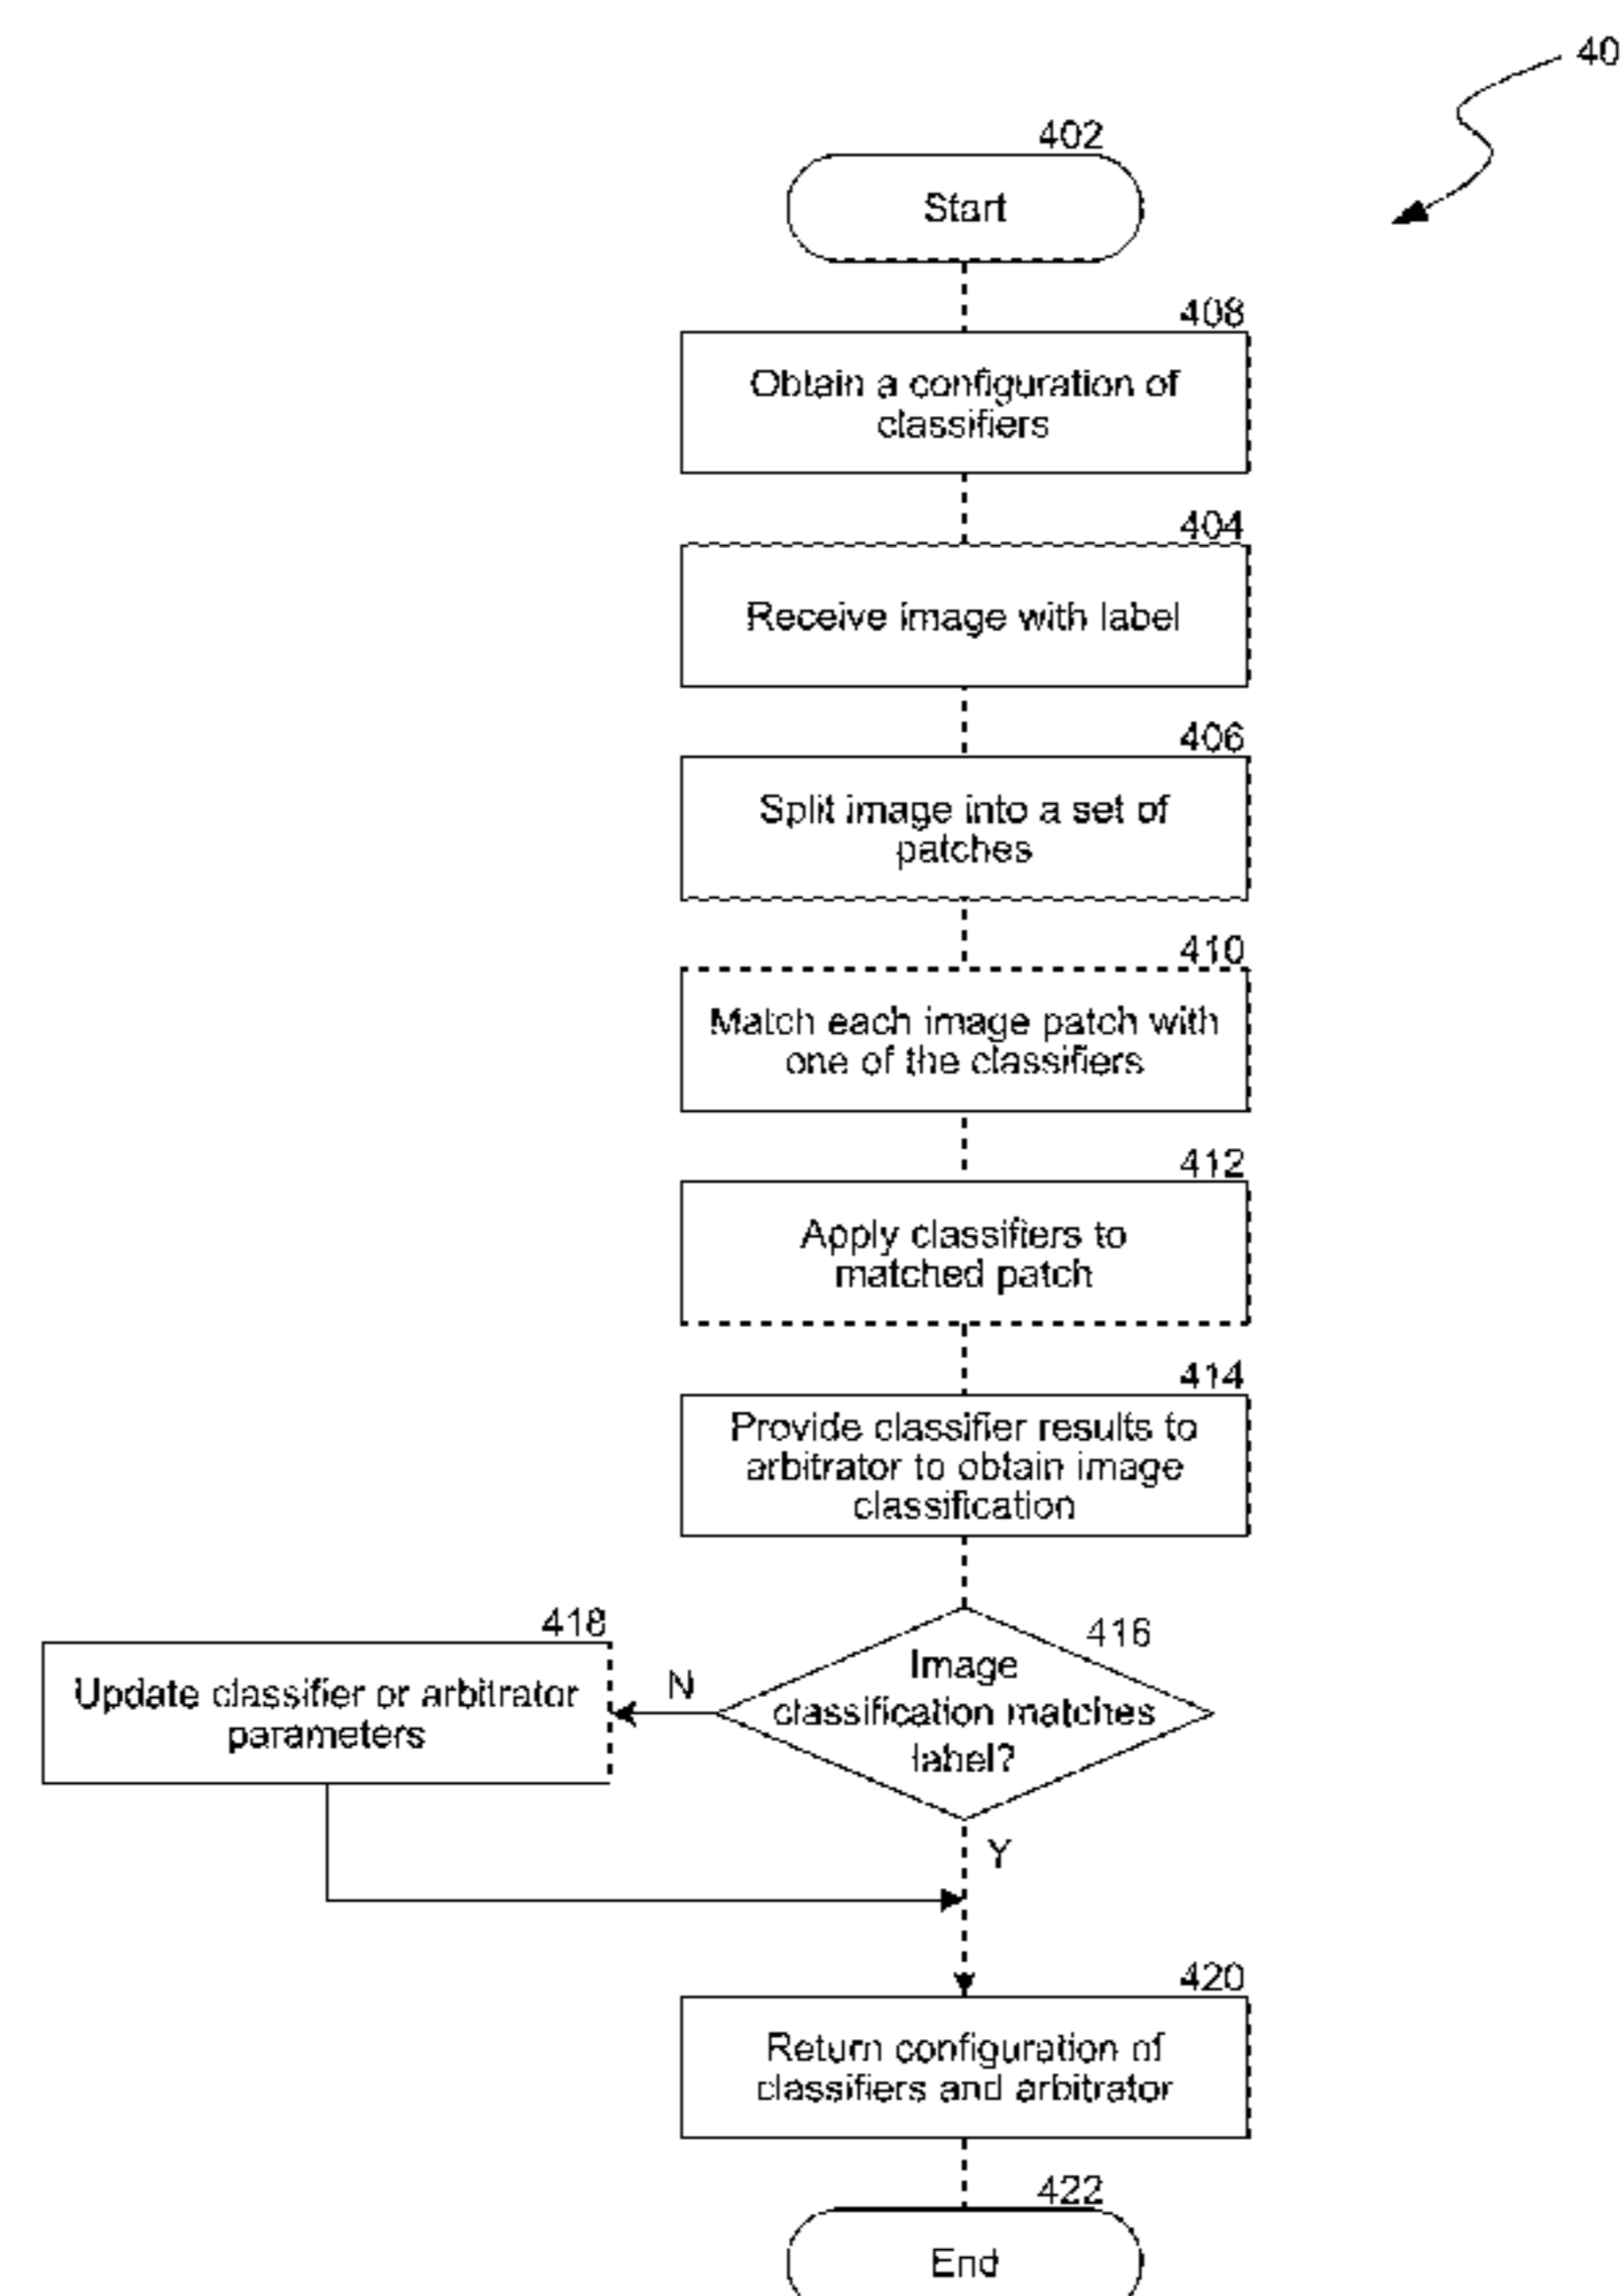 40
402
Start
408
Obtain a configuration of
classifiers
404
Receive image with label
406
Split image into a set of
patches
410
Match each image patch with
one of the classifiers
412
Apply classifiers to
matched patch
414
Provide classifier results to
arbitrator to obtain image
classification
416
Image
classification matches
label?
N
418
Update classifier or arbitrator
parameters
Y
420
Return configuration of
classifiers and arbitrator
422
End